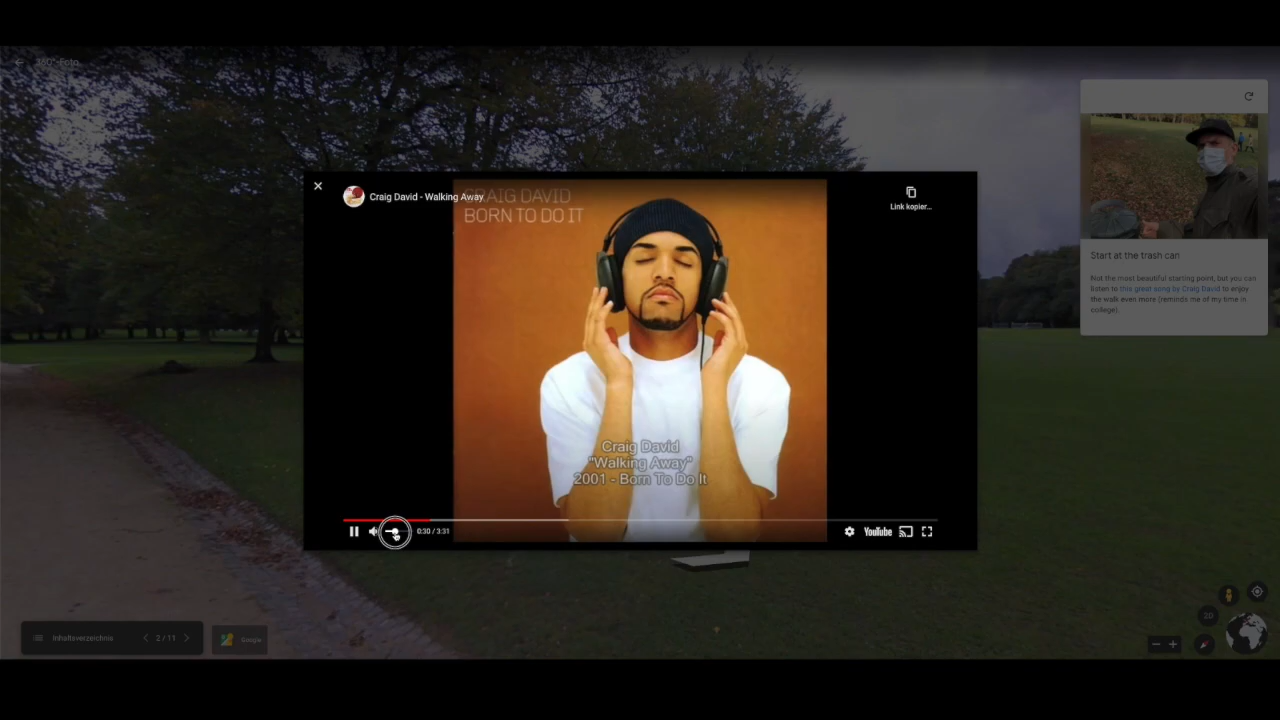 360°-Foto
Craig David - Walking Away
CRAIG DAVID
BORN TO DO IT
Link kopier...
Craig David
"Walking Away"
2001 - Born To Do It
0:30 / 3:31
YouTube
Start at the trash can
Not the most beautiful starting point, but you can
listen to this great song by Craig David to enjoy
the walk even more (reminds me of my time in
college).
Inhaltsverzeichnis
2 / 11
Google
2D